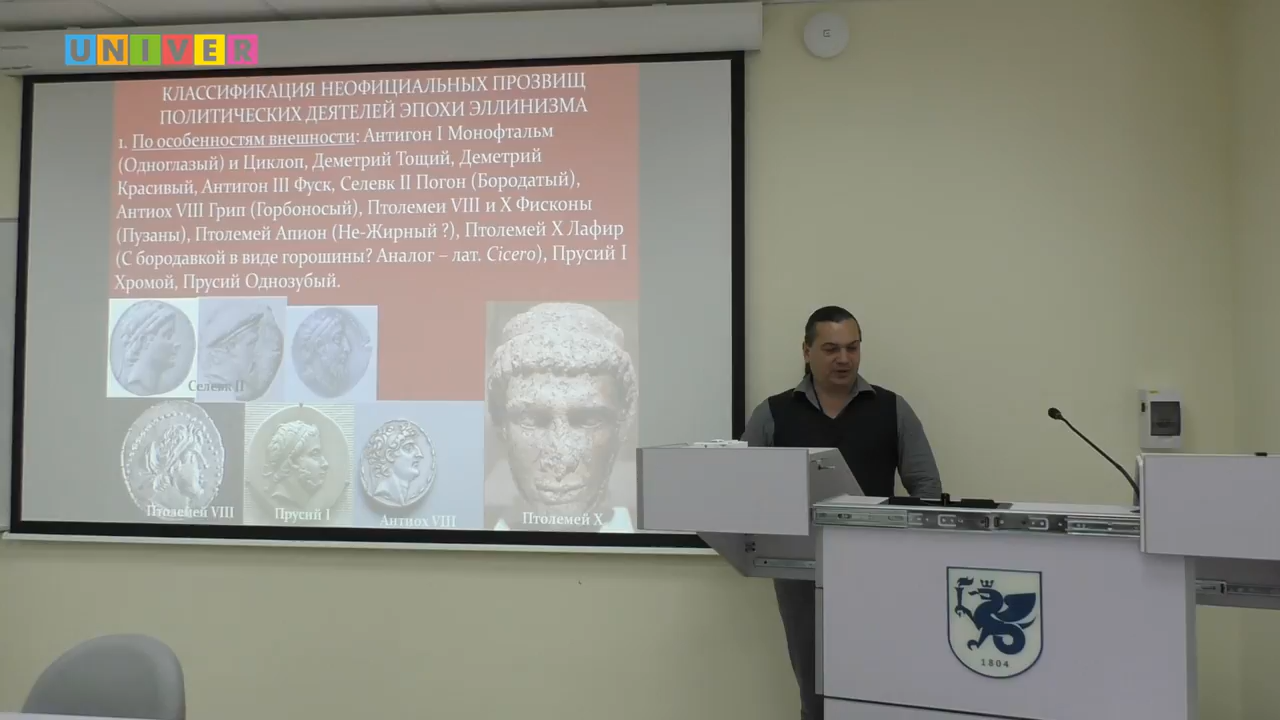 UNIVER
КЛАССИФИКАЦИЯ НЕОФИЦИАЛЬНЫХ ПРОЗВИЩ
ПОЛИТИЧЕСКИХ ДЕЯТЕЛЕЙ ЭПОХИ ЭЛЛИНИЗМА
1. По особенностям внешности: Антигон I Монофтальм
(Одноглазый) и Циклоп, Деметрий Тощий, Деметрий
Красивый, Антигон III Фуск, Селевк II Погон (Бородатый),
Антиох VIII Грип (Горбоносый), Птолемеи VIII и X Фисконы
(Пузаны), Птолемей Апион (Не-Жирный ?), Птолемей X Лафир
(С бородавкой в виде горошины? Аналог – лат. Cicero), Прусий I
Хромой, Прусий Однозубый.
Селевк II
Птолемей VIII
Прусий I
Антиох VIII
Птолемей X
1804